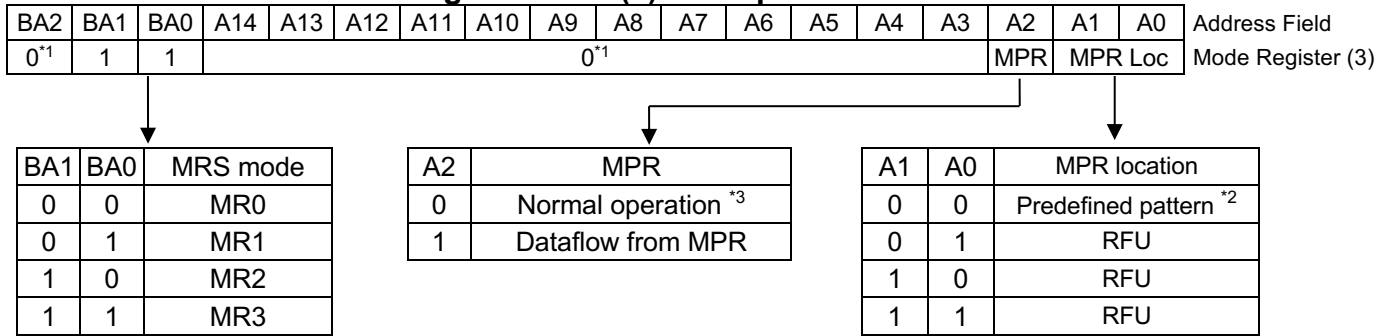 BA2 BA1 BA0 A14 A13 A12 A11 A10 A9 A8 A7 A6 A5 A4 A3 A2 A1 A0 Address Field
0*1 1 1 0*1 MPR MPR Loc Mode Register (3)
BA1 BA0 MRS mode
0 0 MR0
0 1 MR1
1 0 MR2
1 1 MR3
A2 MPR
0 Normal operation *3
1 Dataflow from MPR
A1 A0 MPR location
0 0 Predefined pattern *2
0 1 RFU
1 0 RFU
1 1 RFU